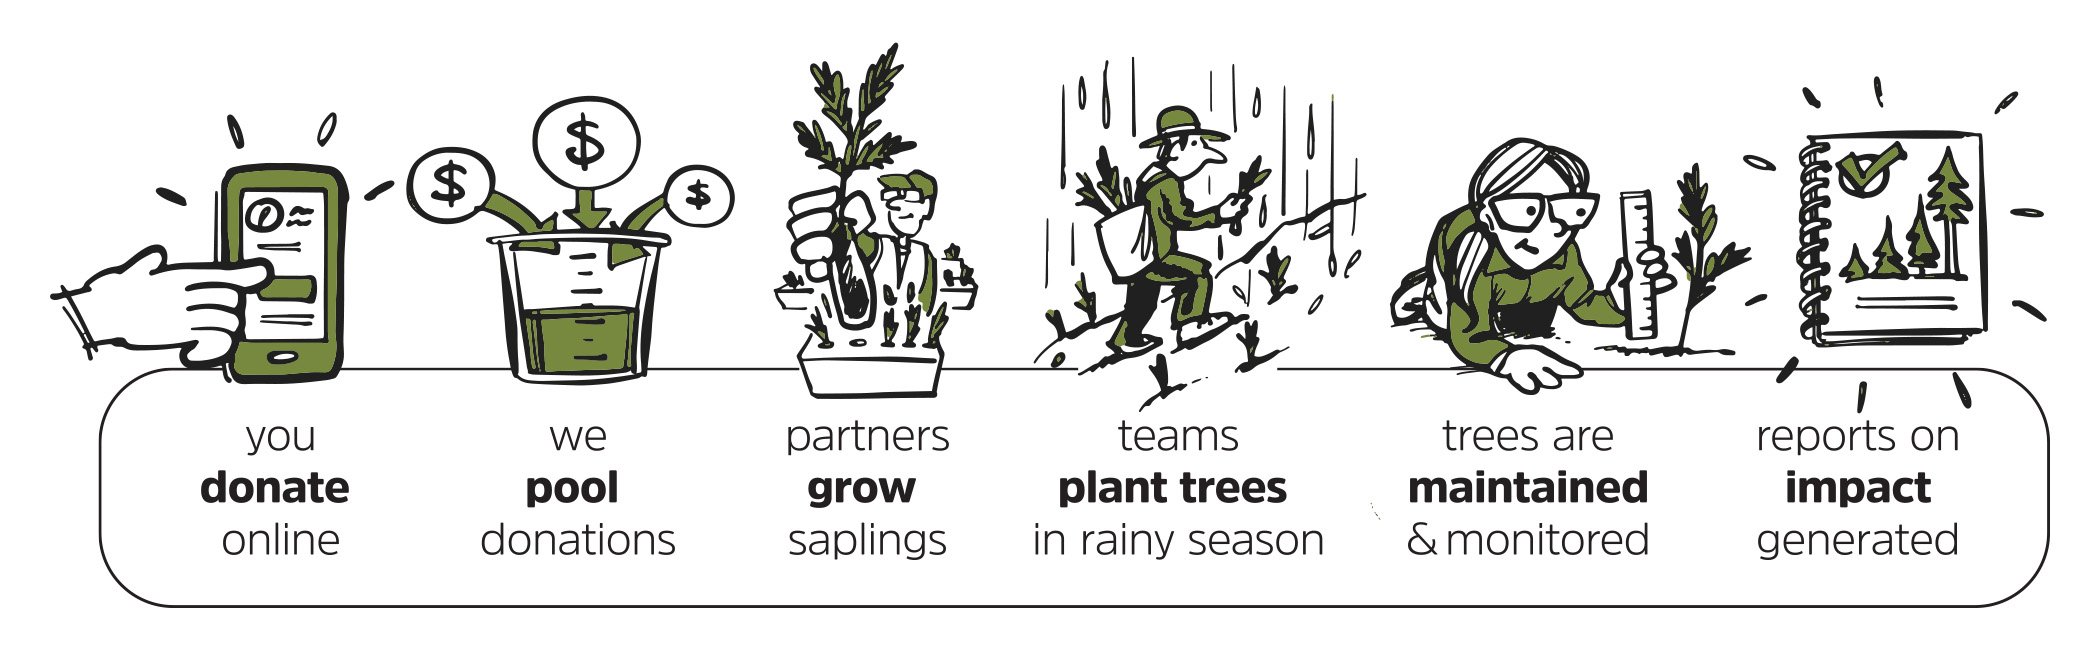 $
$
$
you
donate
online
we
pool
donations
partners
grow
saplings
teams
plant trees
in rainy season
trees are
maintained
& monitored
reports on
impact
generated